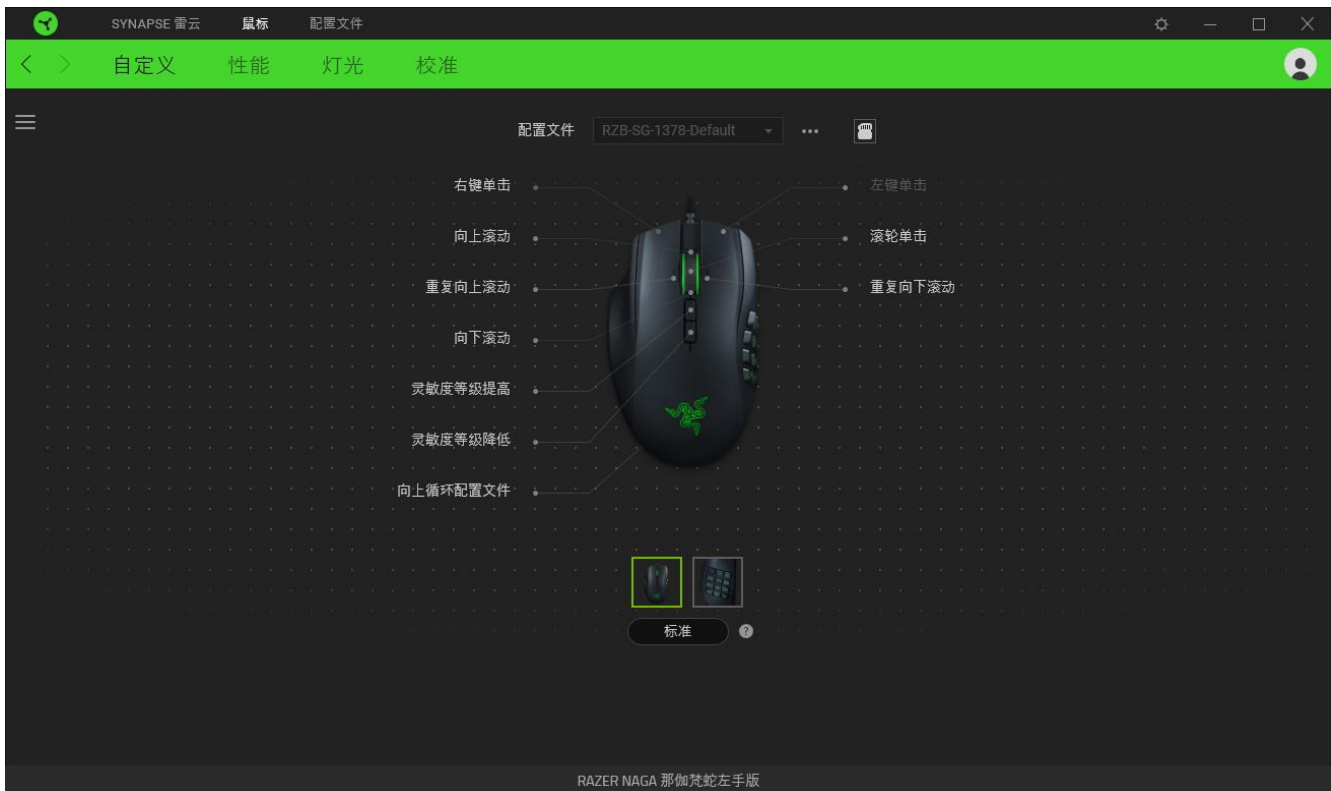 SYNAPSE 雷云 鼠标 配置文件
自定义 性能 灯光 校准
配置文件 RZB-SG-1378-Default
右键单击 左键单击
向上滚动 滚轮单击
重复向上滚动 重复向下滚动
向下滚动
灵敏度等级提高
灵敏度等级降低
向上循环配置文件
标准 ?
RAZER NAGA 那伽梵蛇左手版